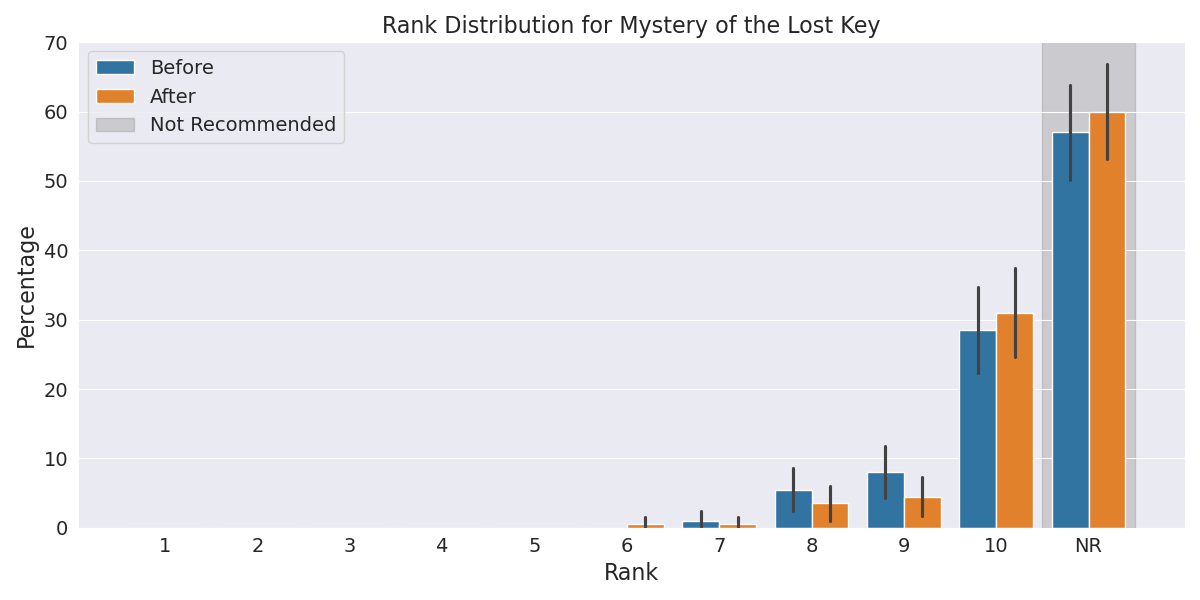 Rank Distribution for Mystery of the Lost Key
Before
After
Not Recommended
Percentage
70
60
50
40
30
20
10
0
1 2 3 4 5 6 7 8 9 10 NR
Rank